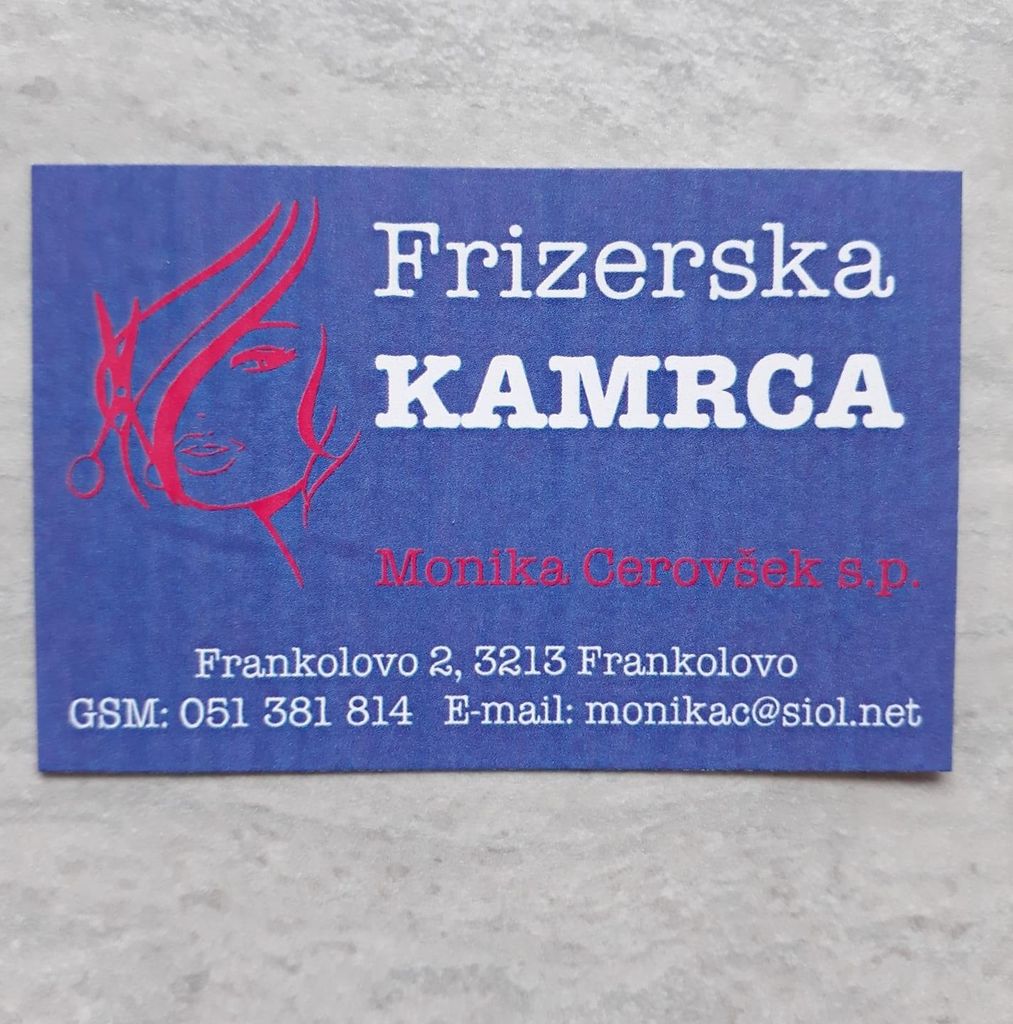 Frizerska
KAMRCA
Monika Cerovšek s.p.
Frankolovo 2, 3213 Frankolovo
GSM: 051 381 814 E-mail: monikac@siol.net